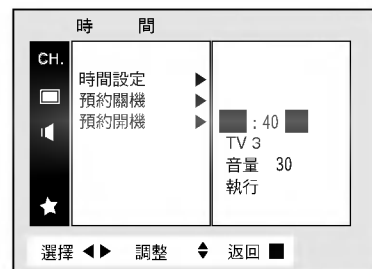 時 間
CH.
時間設定
預約關機
預約開機
: 40
TV 3
音量 30
執行
選擇 調整 返回